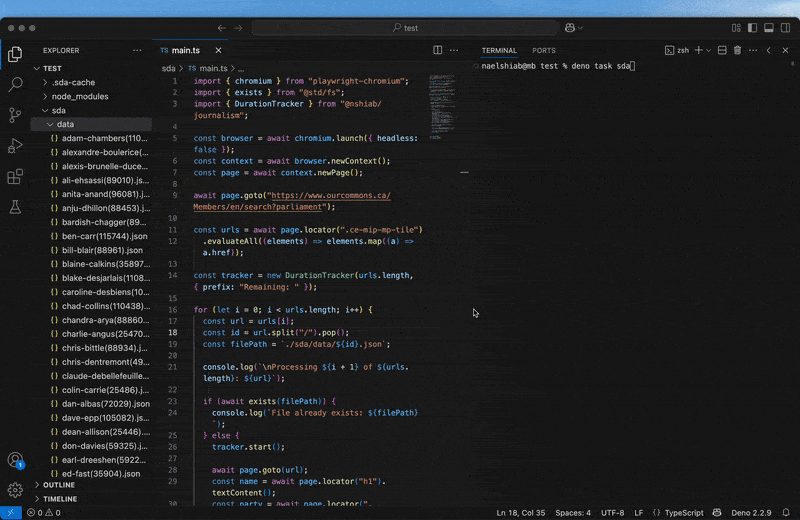 test
EXPLORER
TEST
.sda-cache
node_modules
sda
data
adam-chambers(110...
alexandre-boulerice(...
alexis-brunelle-duce...
ali-ehsassi(89010).js...
anita-anand(96081).j...
anju-dhillon(88453).j...
bardish-chagger(89...
ben-carr(115744).json
bill-blair(88961).json
blaine-calkins(35897...
blake-desjarlais(1108...
caroline-desbiens(10...
chad-collins(110438)...
chandra-arya(88860...
charlie-angus(25470...
chris-bittle(88934).j...
chris-dentremont(49...
claude-debellefeuille...
colin-carrie(25486).j...
dan-albas(72029).json
dave-epp(105082).js...
dean-allison(25446)...
don-davies(59325).j...
earl-dreeshen(5922...
ed-fast(35904).json
OUTLINE
TIMELINE
main.ts
sda > main.ts > ...
1 import { chromium } from "playwright-chromium";
2 import { exists } from "@std/fs";
3 import { DurationTracker } from "@nshiab/
journalism";
4
5 const browser = await chromium.launch({ headless:
false });
6 const context = await browser.newContext();
7 const page = await context.newPage();
8
9 await page.goto("https://www.ourcommons.ca/
Members/en/search?parliament");
10
11 const urls = await page.locator(".ce-mip-mp-tile")
12 .evaluateAll((elements) => elements.map((a) =>
a.href));
13
14 const tracker = new DurationTracker(urls.length,
{ prefix: "Remaining: " });
15
16 for (let i = 0; i < urls.length; i++) {
17 const url = urls[i];
18 const id = url.split("/").pop();
19 const filePath = `./sda/data/${id}.json`;
20
21 console.log(`\nProcessing ${i + 1} of ${urls.
length}: ${url}`);
22
23 if (await exists(filePath)) {
24 console.log(`File already exists: ${filePath}
`);
25 } else {
26 tracker.start();
27
28 await page.goto(url);
29 const name = await page.locator("h1").
textContent();
30 const party = await page.locator(".
TERMINAL
PORTS
zsh
naelshiab@mb test % deno task sda
1
0 0
Ln 18, Col 35
Spaces: 4
UTF-8
LF
{} TypeScript
Deno 2.2.9